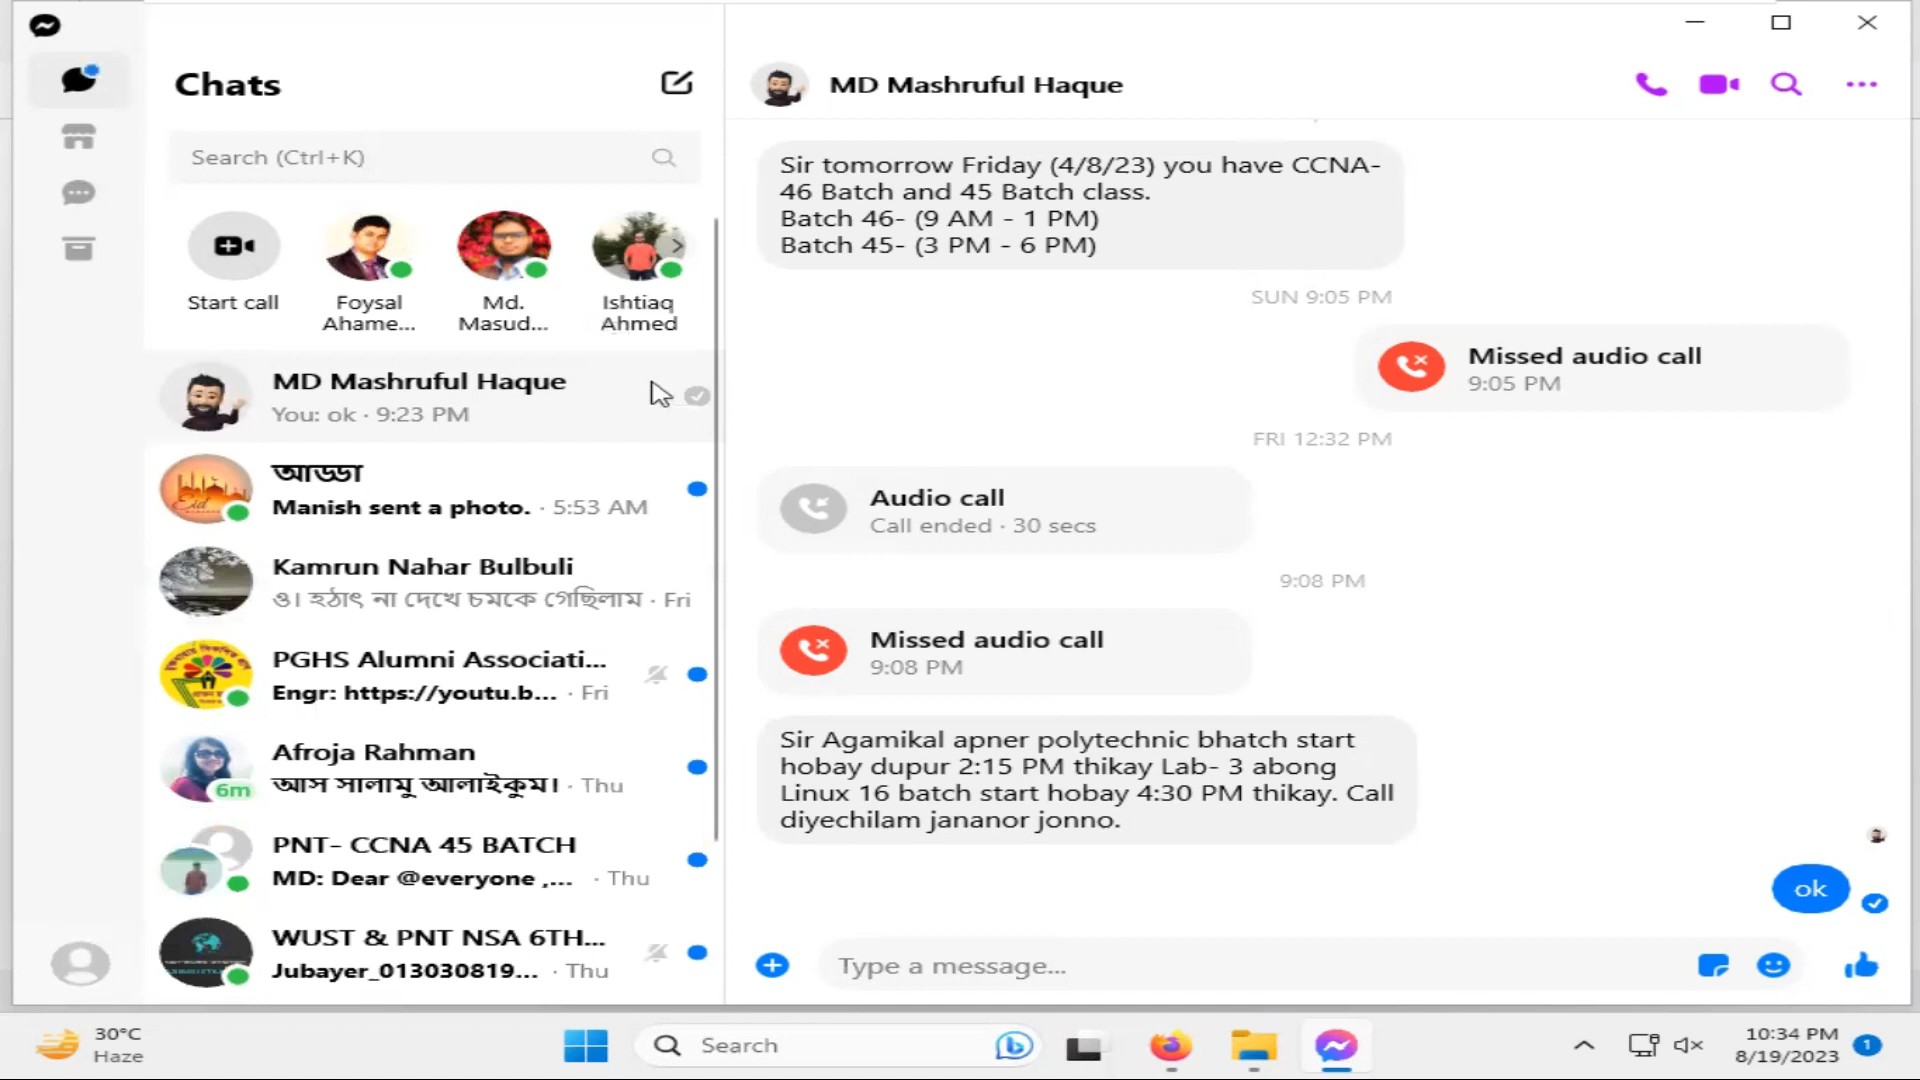 Chats
Search (Ctrl+K)
Start call
Foysal
Ahame...
Md.
Masud...
Ishtiaq
Ahmed
MD Mashruful Haque
You: ok · 9:23 PM
আড্ডা
Manish sent a photo. · 5:53 AM
Kamrun Nahar Bulbuli
ও। হঠাৎ না দেখে চমকে গেছিলাম · Fri
PGHS Alumni Associati...
Engr: https://youtu.b... · Fri
Afroja Rahman
আস সালামু আলাইকুম। · Thu
6m
PNT- CCNA 45 BATCH
MD: Dear @everyone ,... · Thu
WUST & PNT NSA 6TH...
Jubayer_013030819... · Thu
MD Mashruful Haque
Sir tomorrow Friday (4/8/23) you have CCNA-
46 Batch and 45 Batch class.
Batch 46- (9 AM - 1 PM)
Batch 45- (3 PM - 6 PM)
SUN 9:05 PM
Missed audio call
9:05 PM
FRI 12:32 PM
Audio call
Call ended · 30 secs
9:08 PM
Missed audio call
9:08 PM
Sir Agamikal apner polytechnic bhatch start
hobay dupur 2:15 PM thikay Lab- 3 abong
Linux 16 batch start hobay 4:30 PM thikay. Call
diyechilam jananor jonno.
ok
Type a message...
30°C
Haze
Search
10:34 PM
8/19/2023
1